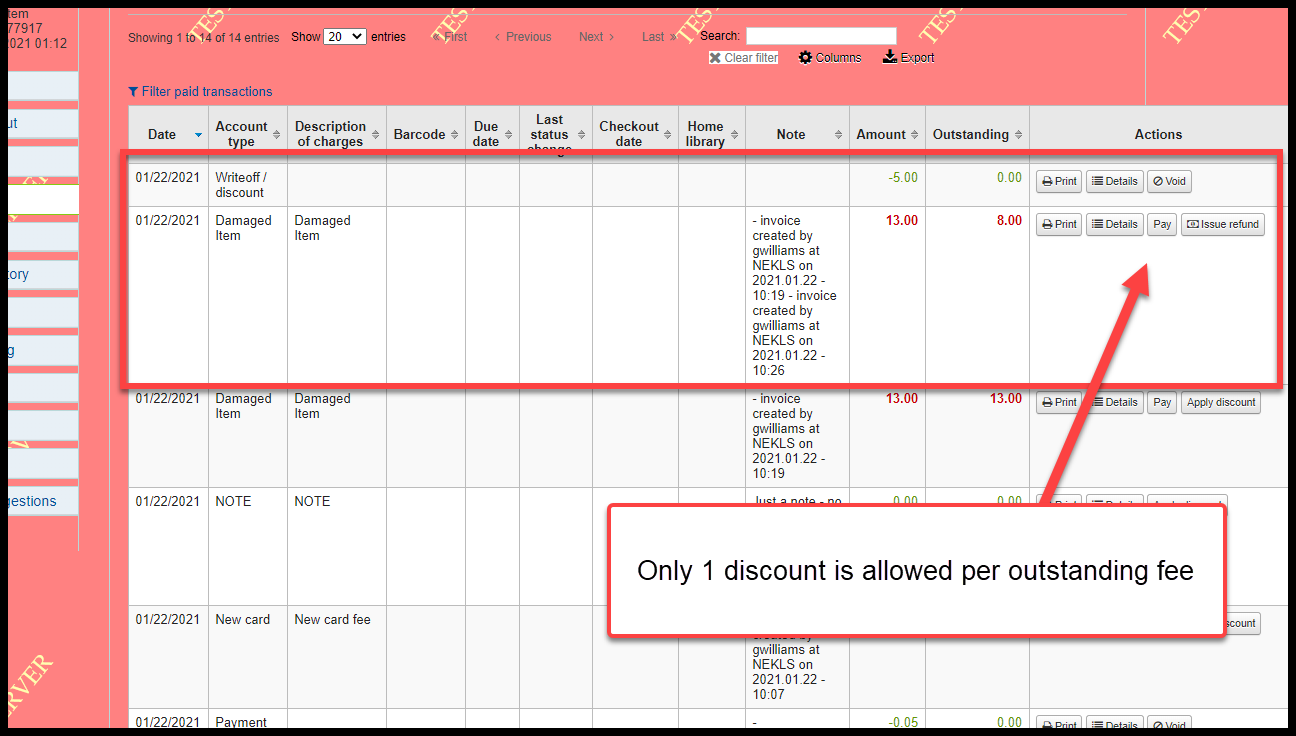 tem
77917
2021 01:12
ut
tory
g
gestions
TES
TES
TES
TES
ERVER
Showing 1 to 14 of 14 entries Show 20 entries « First ‹ Previous Next › Last » Search:
Clear filter Columns Export
Filter paid transactions
Date Account type Description of charges Barcode Due date Last status change Checkout date Home library Note Amount Outstanding Actions
01/22/2021 Writeoff / -5.00 0.00 Print Details Void
discount
01/22/2021 Damaged Damaged - invoice 13.00 8.00 Print Details Pay Issue refund
Item Item created by
gwilliams at
NEKLS on
2021.01.22 -
10:19 - invoice
created by
gwilliams at
NEKLS on
2021.01.22 -
10:26
01/22/2021 Damaged Damaged - invoice 13.00 13.00 Print Details Pay Apply discount
Item Item created by
gwilliams at
NEKLS on
2021.01.22 -
10:19
01/22/2021 NOTE NOTE Just a note - no 0.00 0.00 Print Details Apply discount
Only 1 discount is allowed per outstanding fee
01/22/2021 New card New card fee scount
created by
gwilliams at
NEKLS on
2021.01.22 -
10:07
01/22/2021 Payment - -0.05 0.00 Print Details Void